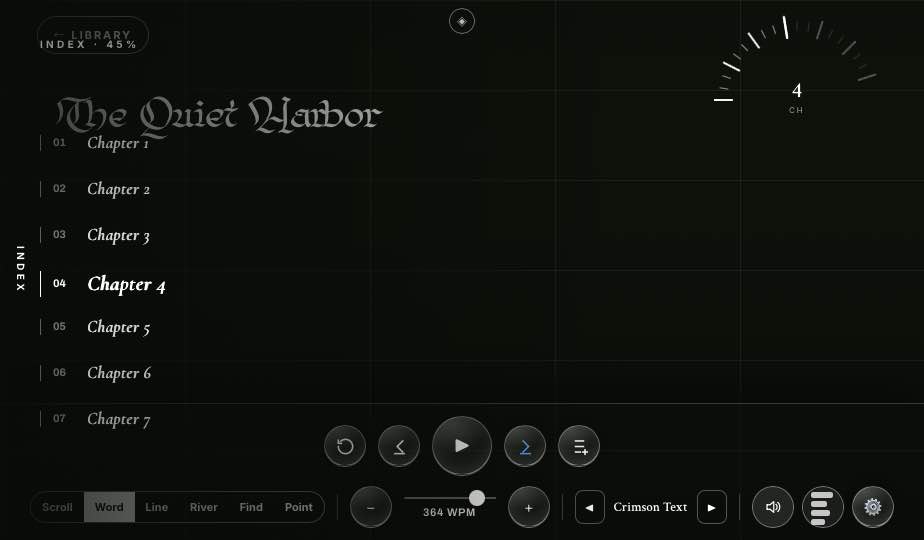 ← LIBRARY
INDEX · 45%
The Quiet Harbor
4
CH
01 Chapter 1
02 Chapter 2
03 Chapter 3
INDEX
04 Chapter 4
05 Chapter 5
06 Chapter 6
07 Chapter 7
Scroll Word Line River Find Point
− 364 WPM +
◀ Crimson Text ▶